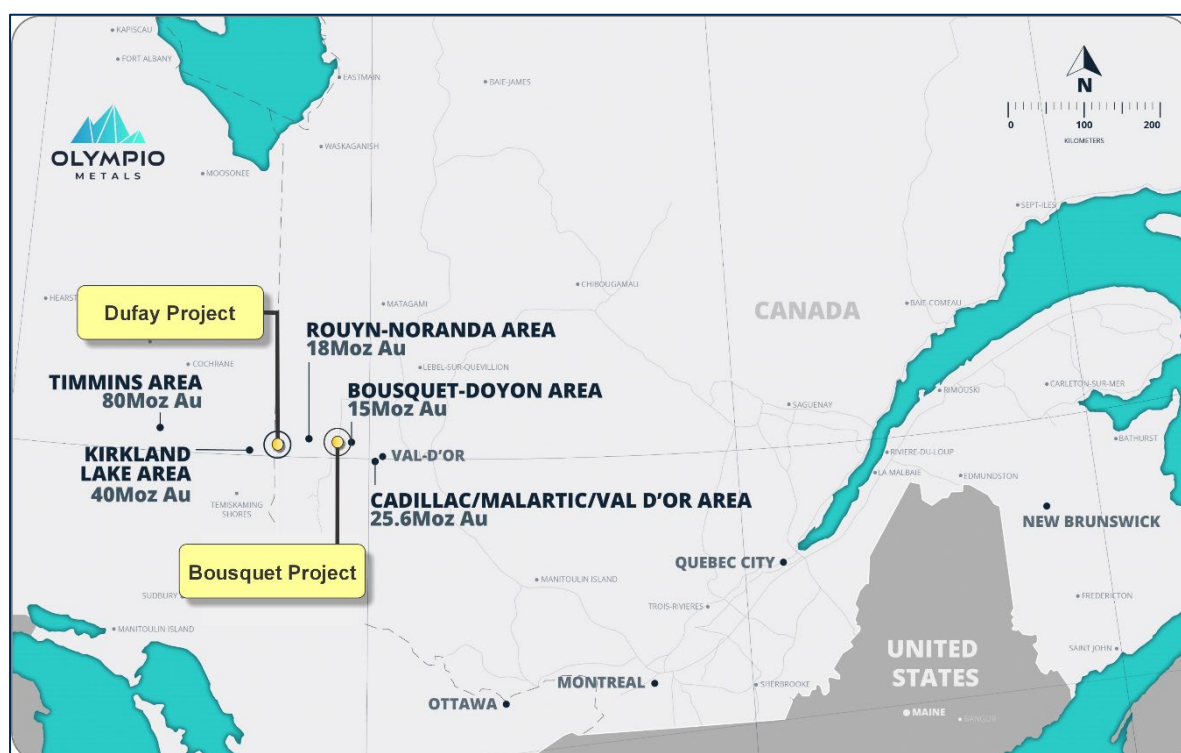 KAPISCAU
FORT ALBANY
EASTMAIN
BAIE-JAMES
N
0 100 200
KILOMETERS
OLYMPIO
METALS
WASKAGANISH
MOOSONEE
SEPT-ILES
CHIBOUGAMAU
HEARST
Dufay Project
MATAGAMI
CANADA
BAIE-COMEAU
ROUYN-NORANDA AREA
18Moz Au
COCHRANE
LEBEL-SUR-QUEVILLION
TIMMINS AREA
80Moz Au
BOUSQUET-DOYON AREA
15Moz Au
RIMOUSKI
CARLETON-SUR-MER
SAGUENAY
BATHURST
KIRKLAND
LAKE AREA
40Moz Au
VAL-D'OR
RIVIERE-DU-LOUP
LA MALBAIE
EDMUNDSTON
TEMISKAMING
SHORES
CADILLAC/MALARTIC/VAL D'OR AREA
25.6Moz Au
NEW BRUNSWICK
Bousquet Project
QUEBEC CITY
MANITOULIN ISLAND
SUDBURY
TROIS-RIVIERES
FREDERICTON
MANITOULIN ISLAND
UNITED
STATES
SAINT JOHN
MONTREAL
SHERBROOKE
OTTAWA
MAINE
BANGOR